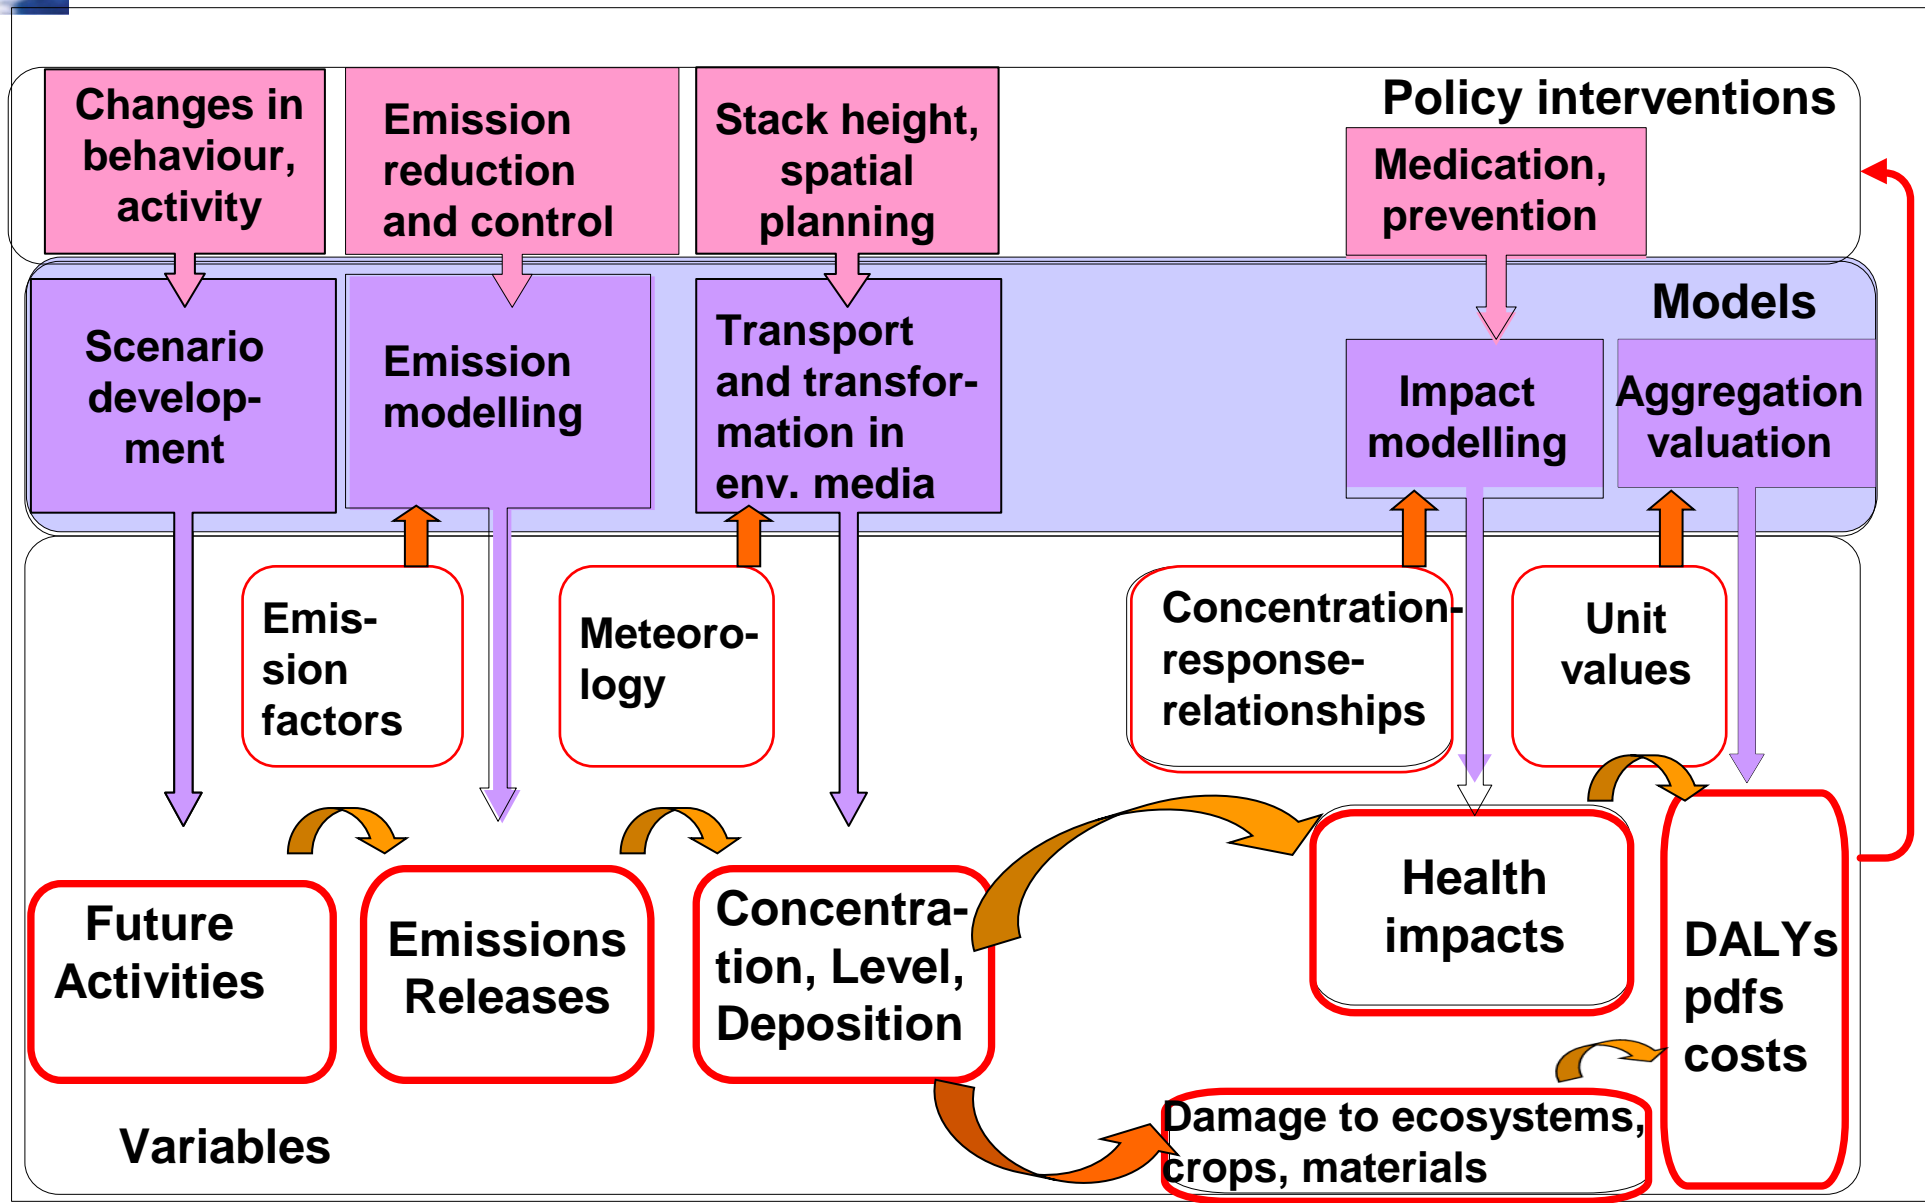 Policy interventions
Changes in
behaviour,
activity
Emission
reduction
and control
Stack height,
spatial
planning
Medication,
prevention
Models
Scenario
develop-
ment
Emission
modelling
Transport
and transfor-
mation in
env. media
Impact
modelling
Aggregation
valuation
Emis-
sion
factors
Meteoro-
logy
Concentration-
response-
relationships
Unit
values
Future
Activities
Emissions
Releases
Concentra-
tion, Level,
Deposition
Health
impacts
DALYs
pdfs
costs
Damage to ecosystems,
crops, materials
Variables